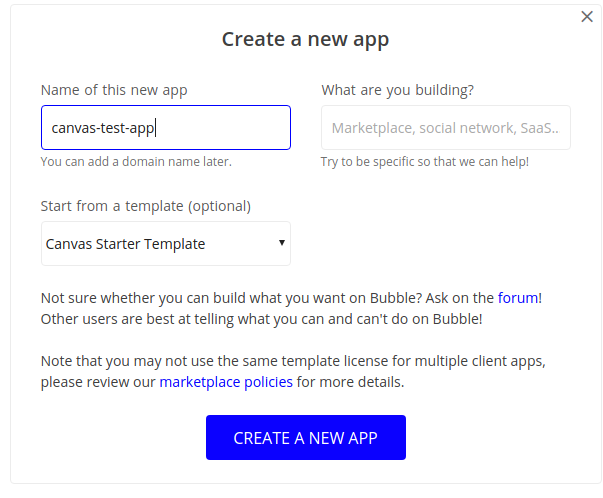 Create a new app
Name of this new app
What are you building?
canvas-test-app
Marketplace, social network, SaaS..
You can add a domain name later.
Try to be specific so that we can help!
Start from a template (optional)
Canvas Starter Template
Not sure whether you can build what you want on Bubble? Ask on the forum!
Other users are best at telling what you can and can't do on Bubble!
Note that you may not use the same template license for multiple client apps,
please review our marketplace policies for more details.
CREATE A NEW APP